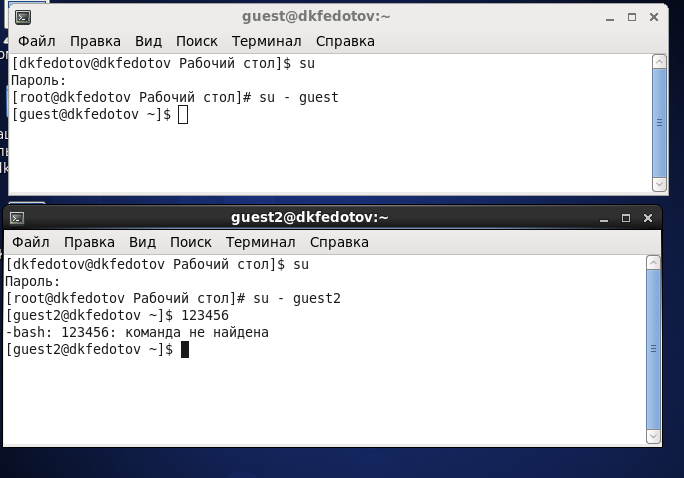 guest@dkfedotov:~
Файл Правка Вид Поиск Терминал Справка
[dkfedotov@dkfedotov Рабочий стол]$ su
Пароль:
[root@dkfedotov Рабочий стол]# su - guest
[guest@dkfedotov ~]$
guest2@dkfedotov:~
Файл Правка Вид Поиск Терминал Справка
[dkfedotov@dkfedotov Рабочий стол]$ su
Пароль:
[root@dkfedotov Рабочий стол]# su - guest2
[guest2@dkfedotov ~]$ 123456
-bash: 123456: команда не найдена
[guest2@dkfedotov ~]$